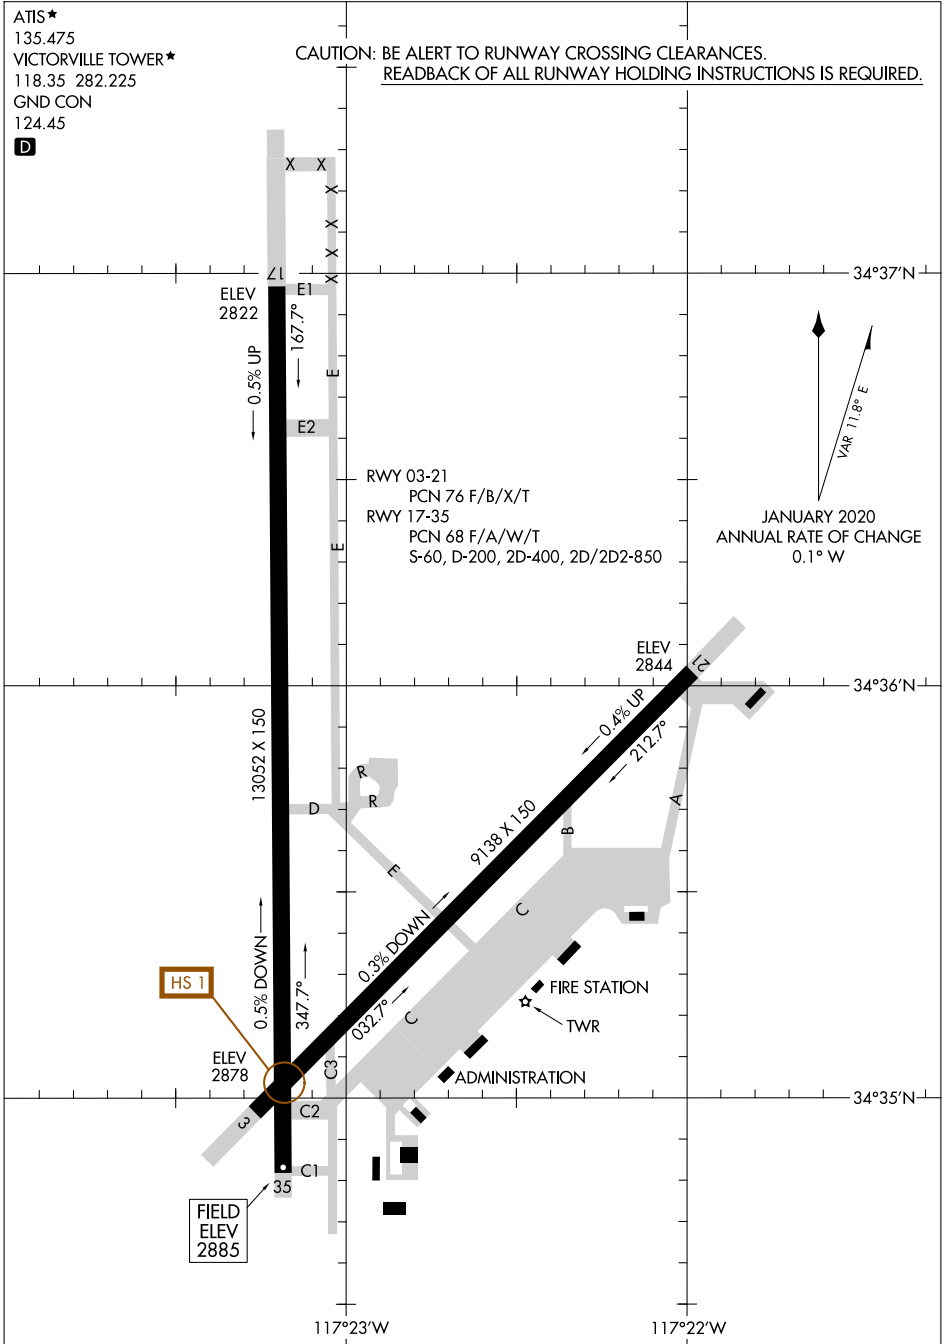 ATIS★
135.475
VICTORVILLE TOWER★
118.35 282.225
GND CON
124.45
D
CAUTION: BE ALERT TO RUNWAY CROSSING CLEARANCES.
READBACK OF ALL RUNWAY HOLDING INSTRUCTIONS IS REQUIRED.
X X
X
X
X
X
17
34°37'N
E1
ELEV
2822
167.7°
0.5% UP
E
E2
VAR 11.8° E
RWY 03-21
PCN 76 F/B/X/T
RWY 17-35
PCN 68 F/A/W/T
S-60, D-200, 2D-400, 2D/2D2-850
JANUARY 2020
ANNUAL RATE OF CHANGE
0.1° W
E
ELEV
2844
21
34°36'N
0.4% UP
212.7°
13052 X 150
R
R
D
A
B
9138 X 150
E
C
0.3% DOWN
0.5% DOWN
347.7°
HS 1
032.7°
C
FIRE STATION
TWR
ELEV
2878
C3
ADMINISTRATION
34°35'N
C2
3
C1
35
FIELD
ELEV
2885
117°23'W
117°22'W